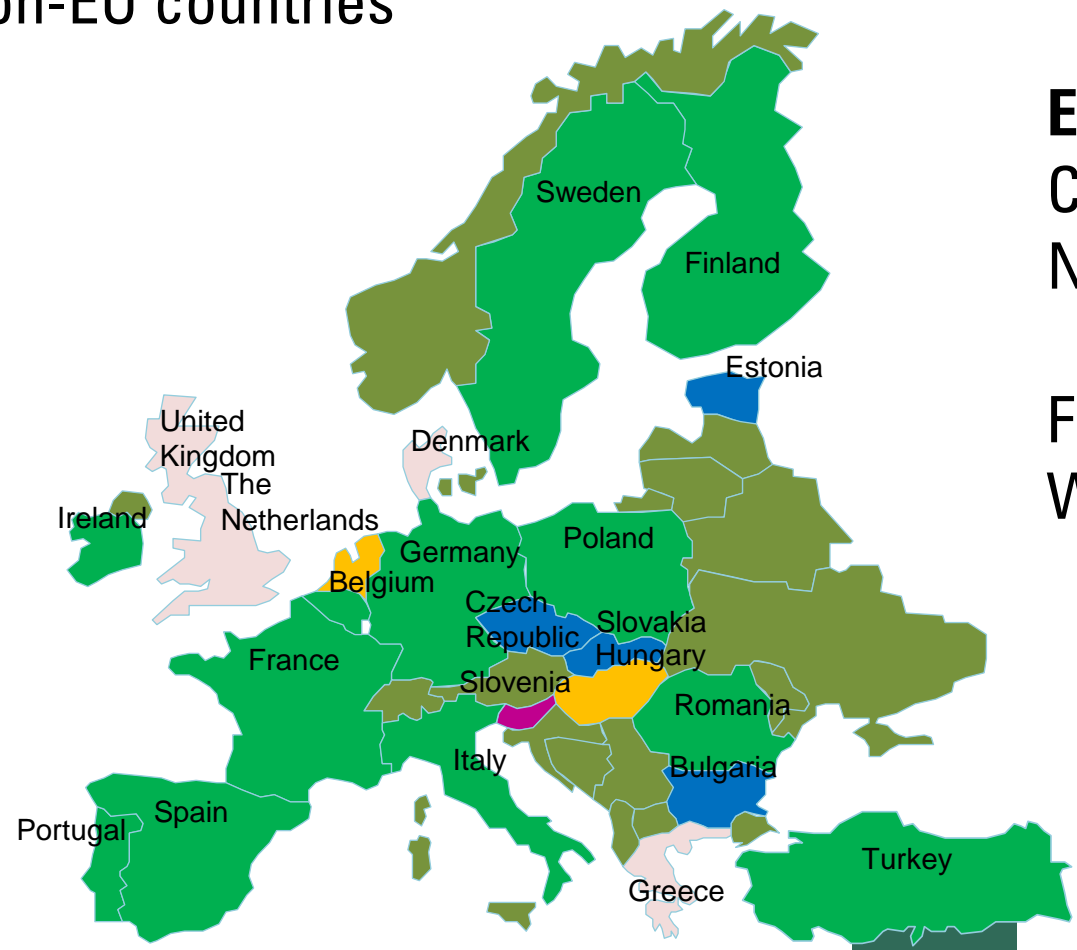 on-EU countries
E
C
N
F
W
Sweden
Finland
Estonia
United
Kingdom
Denmark
The
Netherlands
Ireland
Germany
Poland
Belgium
Czech
Republic
Slovakia
Hungary
France
Slovenia
Romania
Italy
Bulgaria
Spain
Portugal
Turkey
Greece